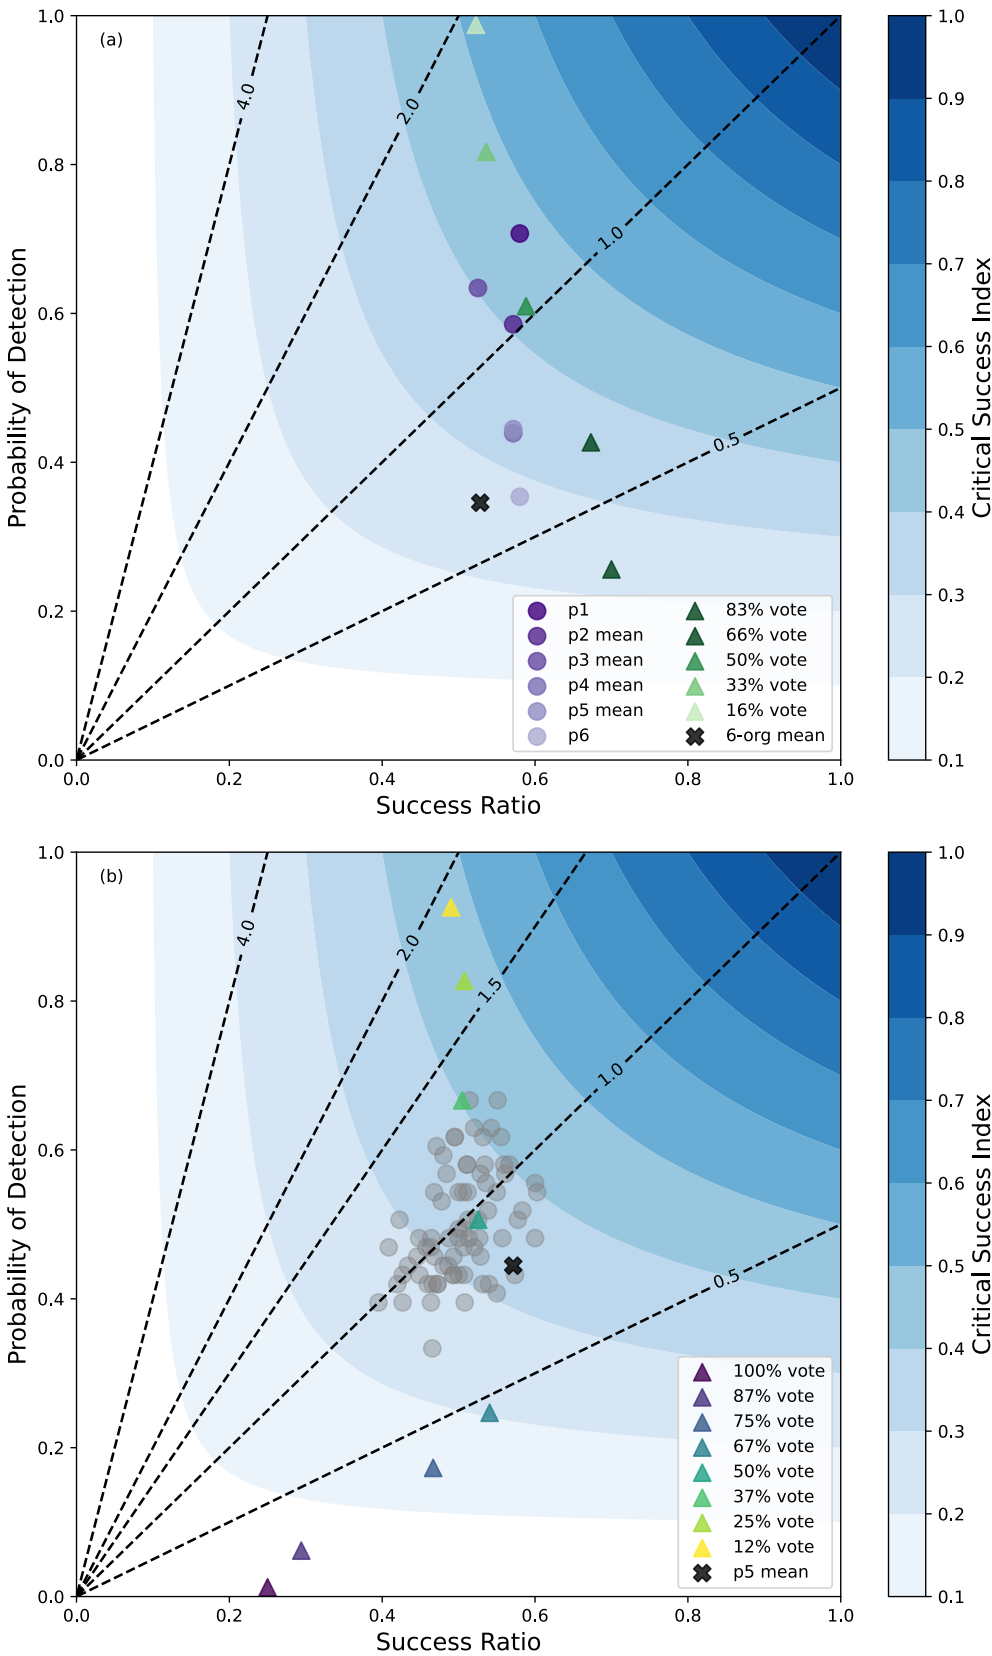 (a)
4.0
2.0
1.0
0.5
1.0
0.8
0.6
0.4
0.2
0.0
Probability of Detection
0.0 0.2 0.4 0.6 0.8 1.0
Success Ratio
p1
p2 mean
p3 mean
p4 mean
p5 mean
p6
83% vote
66% vote
50% vote
33% vote
16% vote
6-org mean
1.0
0.9
0.8
0.7
0.6
0.5
0.4
0.3
0.2
0.1
Critical Success Index
(b)
4.0
2.0
1.5
1.0
0.5
1.0
0.8
0.6
0.4
0.2
0.0
Probability of Detection
0.0 0.2 0.4 0.6 0.8 1.0
Success Ratio
100% vote
87% vote
75% vote
67% vote
50% vote
37% vote
25% vote
12% vote
p5 mean
1.0
0.9
0.8
0.7
0.6
0.5
0.4
0.3
0.2
0.1
Critical Success Index